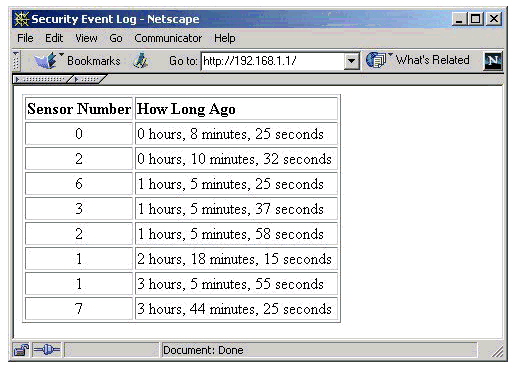 Security Event Log - Netscape
File Edit View Go Communicator Help
Bookmarks Go to: http://192.168.1.1/ What's Related N
Sensor Number How Long Ago
0 0 hours, 8 minutes, 25 seconds
2 0 hours, 10 minutes, 32 seconds
6 1 hours, 5 minutes, 25 seconds
3 1 hours, 5 minutes, 37 seconds
2 1 hours, 5 minutes, 58 seconds
1 2 hours, 18 minutes, 15 seconds
1 3 hours, 5 minutes, 55 seconds
7 3 hours, 44 minutes, 25 seconds
Document: Done